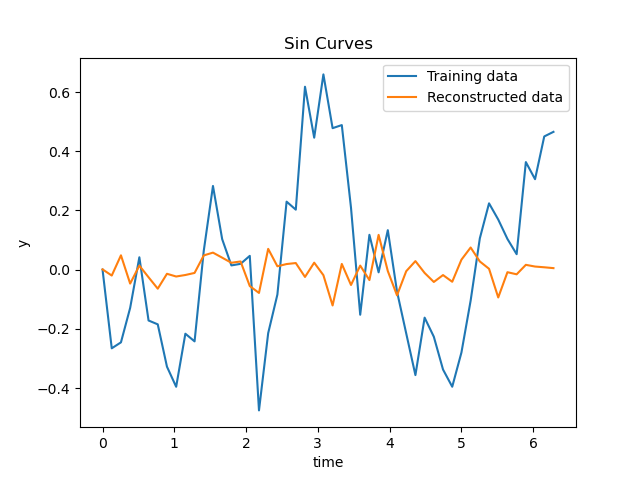 Sin Curves
Training data
Reconstructed data
0.6
0.4
0.2
0.0
−0.2
−0.4
y
0 1 2 3 4 5 6
time